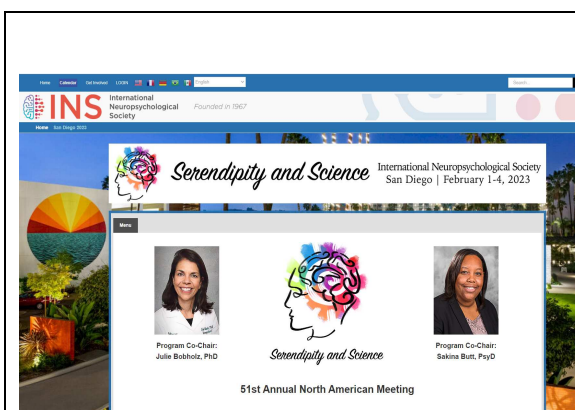 Home Calendar Get Involved LOGIN English Search...
INS International
Neuropsychological
Society
Founded in 1967
Home San Diego 2023
Serendipity and Science
International Neuropsychological Society
San Diego | February 1-4, 2023
Menu
Program Co-Chair:
Julie Bobholz, PhD
Serendipity and Science
Program Co-Chair:
Sakina Butt, PsyD
51st Annual North American Meeting